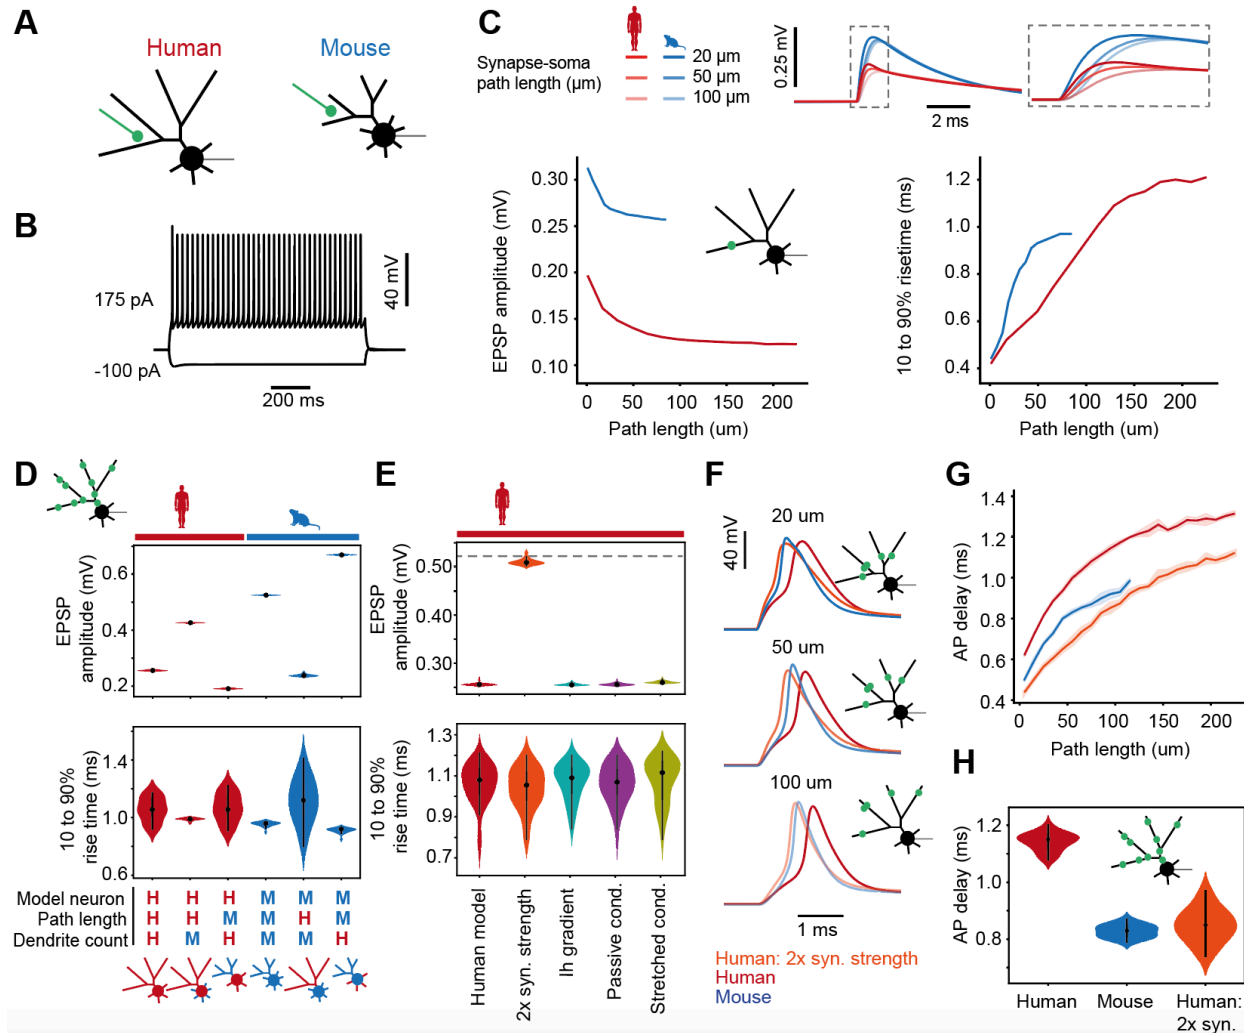 A
Human
Mouse
B
175 pA
-100 pA
40 mV
200 ms
C
Synapse-soma
path length (µm)
20 µm
50 µm
100 µm
0.25 mV
2 ms
EPSP amplitude (mV)
0.30
0.25
0.20
0.15
0.10
0 50 100 150 200
Path length (um)
10 to 90% risetime (ms)
1.2
1.0
0.8
0.6
0.4
0 50 100 150 200
Path length (um)
D
EPSP
amplitude (mV)
0.6
0.4
0.2
10 to 90%
rise time (ms)
1.4
1.0
0.6
Model neuron H H H M M M
Path length H H M M H M
Dendrite count H M H M M H
E
EPSP
amplitude (mV)
0.50
0.30
10 to 90%
rise time (ms)
1.3
1.1
0.9
0.7
Human model
2x syn. strength
Ih gradient
Passive cond.
Stretched cond.
F
40 mV
20 um
50 um
100 um
1 ms
Human: 2x syn. strength
Human
Mouse
G
AP delay (ms)
1.4
1.2
1.0
0.8
0.6
0.4
0 50 100 150 200
Path length (um)
H
AP delay (ms)
1.2
1.0
0.8
Human
Mouse
Human:
2x syn.